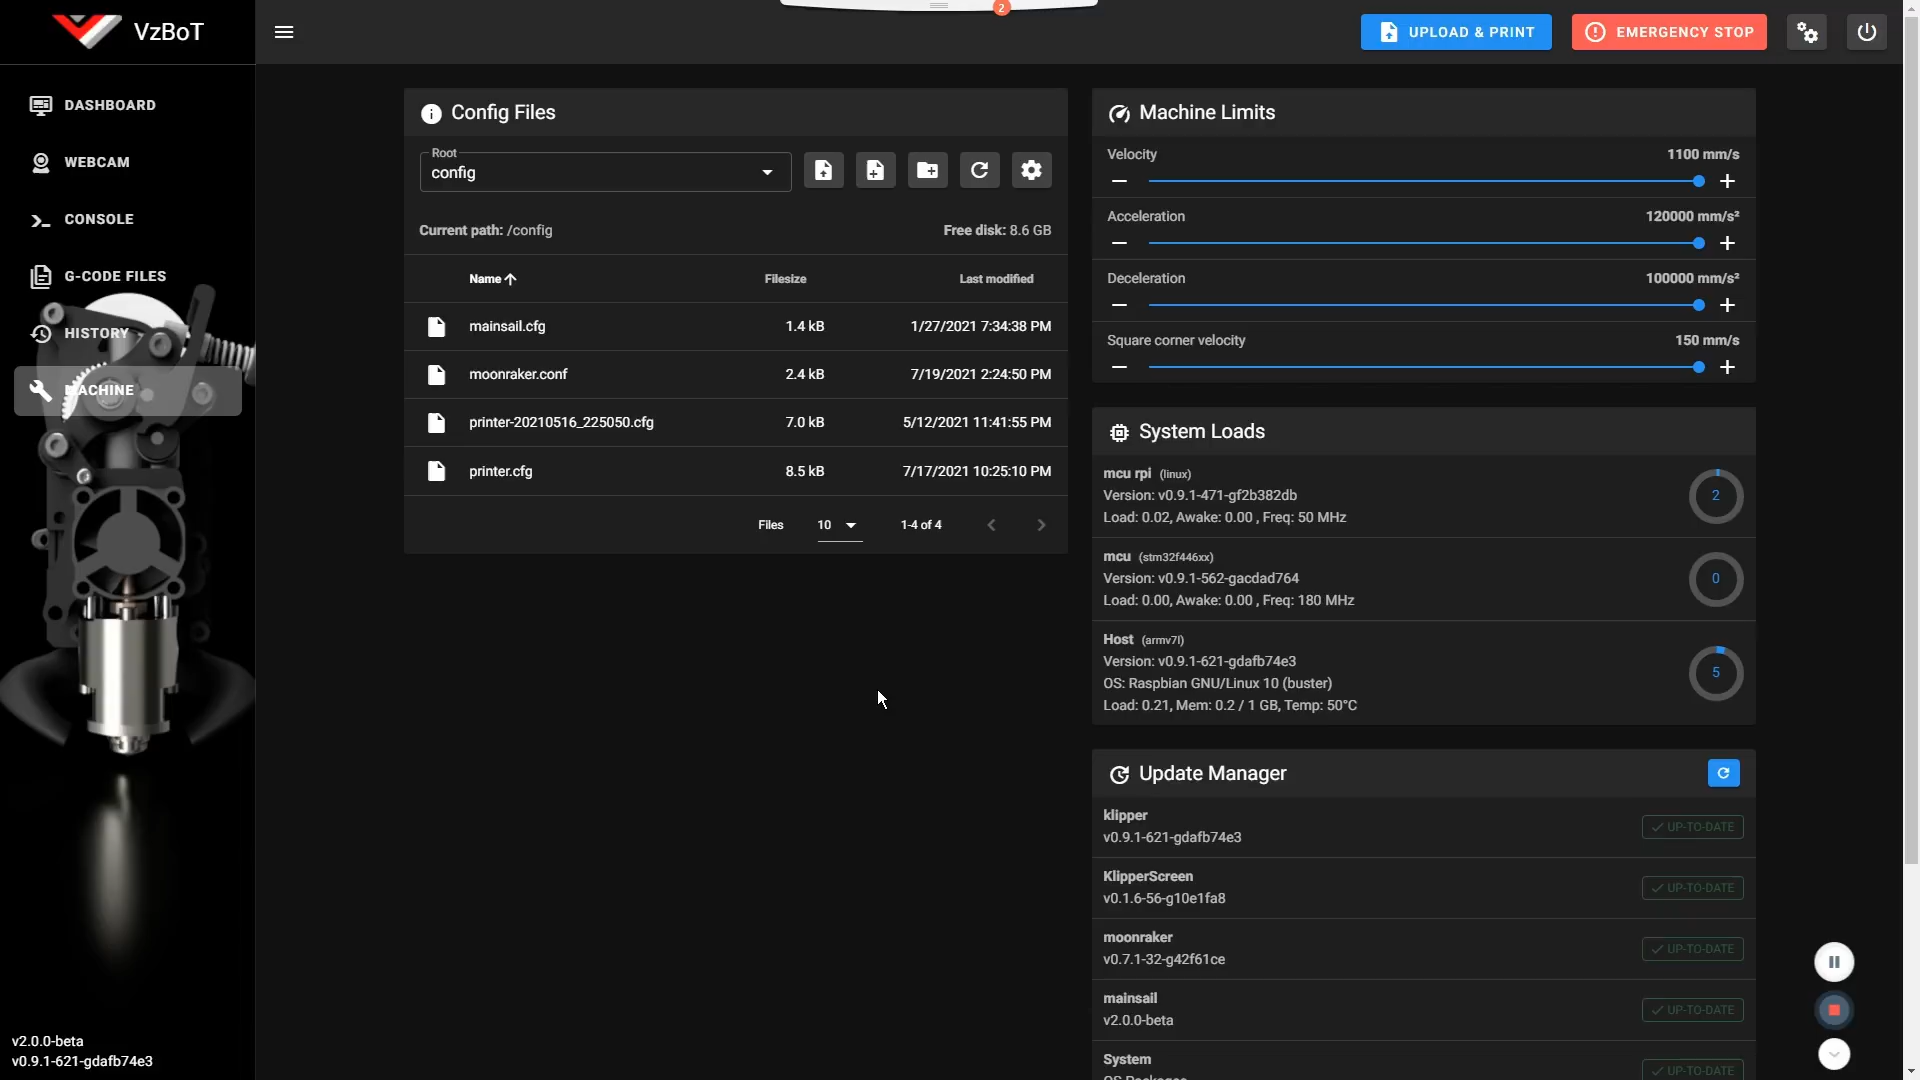 VzBoT
2
UPLOAD & PRINT
EMERGENCY STOP
DASHBOARD
WEBCAM
CONSOLE
G-CODE FILES
HISTORY
MACHINE
v2.0.0-beta
v0.9.1-621-gdafb74e3
Config Files
Root
config
Current path: /config
Free disk: 8.6 GB
Name Filesize Last modified
mainsail.cfg 1.4 kB 1/27/2021 7:34:38 PM
moonraker.conf 2.4 kB 7/19/2021 2:24:50 PM
printer-20210516_225050.cfg 7.0 kB 5/12/2021 11:41:55 PM
printer.cfg 8.5 kB 7/17/2021 10:25:10 PM
Files 10 1-4 of 4
Machine Limits
Velocity 1100 mm/s
Acceleration 120000 mm/s²
Deceleration 100000 mm/s²
Square corner velocity 150 mm/s
System Loads
mcu rpi (linux)
Version: v0.9.1-471-gf2b382db
Load: 0.02, Awake: 0.00 , Freq: 50 MHz
2
mcu (stm32f446xx)
Version: v0.9.1-562-gacdad764
Load: 0.00, Awake: 0.00 , Freq: 180 MHz
0
Host (armv7l)
Version: v0.9.1-621-gdafb74e3
OS: Raspbian GNU/Linux 10 (buster)
Load: 0.21, Mem: 0.2 / 1 GB, Temp: 50°C
5
Update Manager
klipper
v0.9.1-621-gdafb74e3
UP-TO-DATE
KlipperScreen
v0.1.6-56-g10e1fa8
UP-TO-DATE
moonraker
v0.7.1-32-g42f61ce
UP-TO-DATE
mainsail
v2.0.0-beta
UP-TO-DATE
System
OS-Packages
UP-TO-DATE